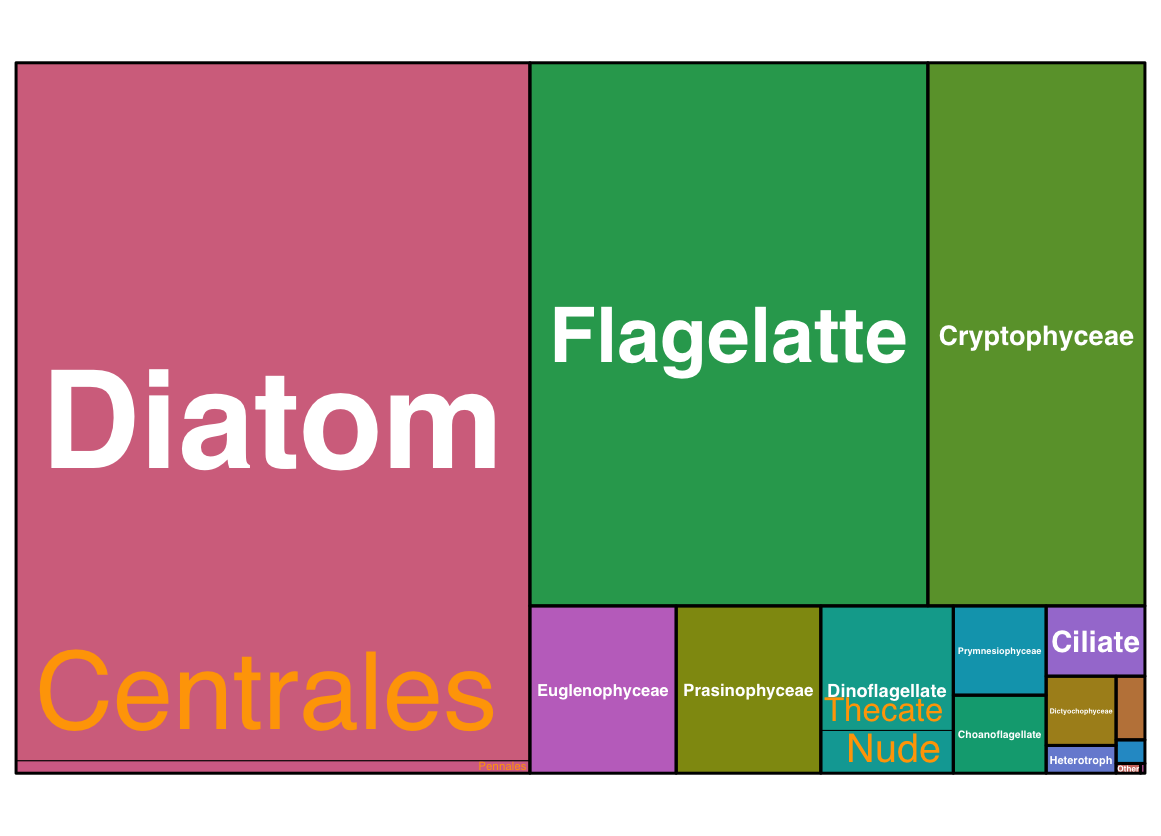 Diatom
Centrales
Pennales
Flagelatte
Cryptophyceae
Euglenophyceae
Prasinophyceae
Dinoflagellate
Thecate
Nude
Prymnesiophyceae
Choanoflagellate
Ciliate
Dictyochophyceae
Heterotroph
Other